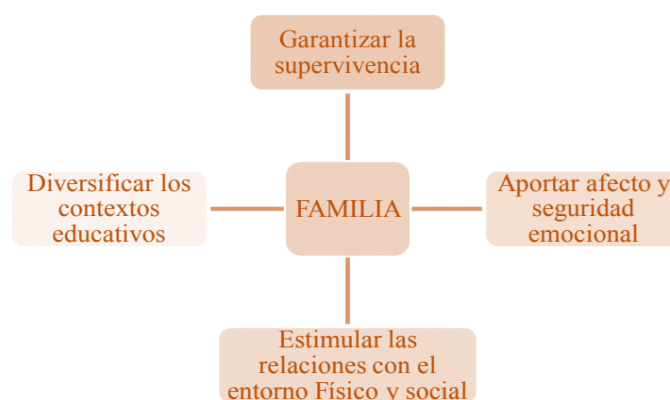 Garantizar la
supervivencia
Diversificar los
contextos
educativos
FAMILIA
Aportar afecto y
seguridad
emocional
Estimular las
relaciones con el
entorno Físico y social